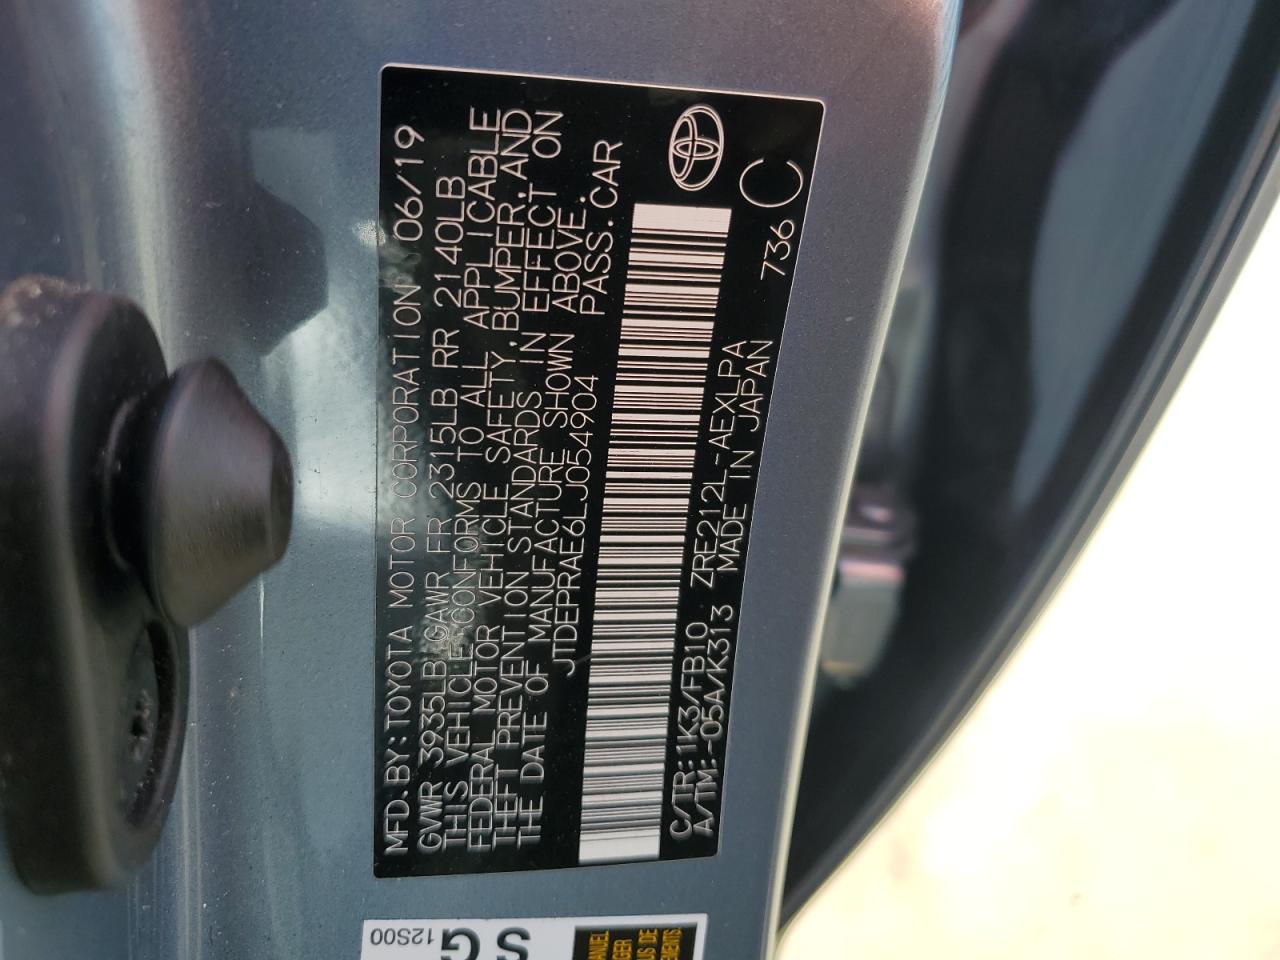 MFD.BY:TOYOTA MOTOR CORPORATION 06/19
GVWR 3935LB GAWR FR 2315LB RR 2140LB
THIS VEHICLE CONFORMS TO ALL APPLICABLE
FEDERAL MOTOR VEHICLE SAFETY,BUMPER,AND
THEFT PREVENTION STANDARDS IN EFFECT ON
THE DATE OF MANUFACTURE SHOWN ABOVE.
JTDEPRAE6LJ054904 PASS.CAR
C/TR:1K3/FB10 ZRE212L-AEXLPA 736 C
A/TM:-05A/K313 MADE IN JAPAN
SG
12S00